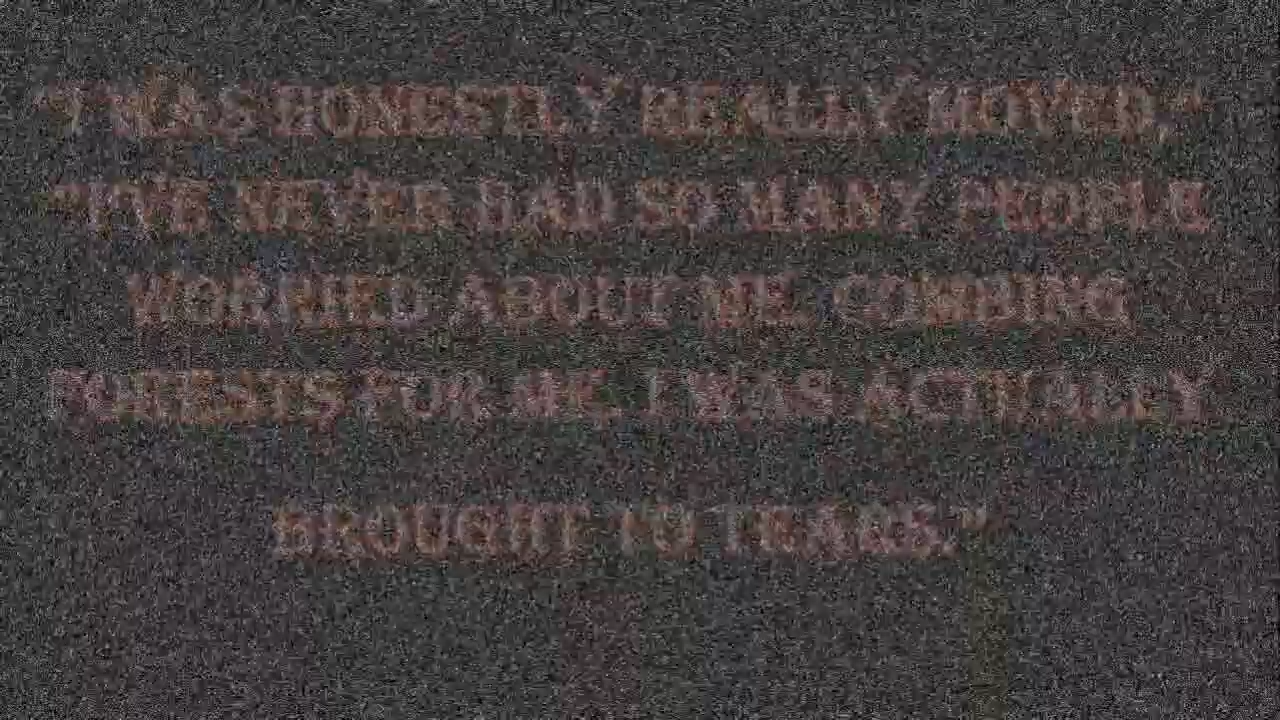 "I WAS HONESTLY REALLY MOVED,"
"I'VE NEVER HAD SO MANY PEOPLE
WORRIED ABOUT ME, COMBING
FORESTS FOR ME. I WAS ACTUALLY
BROUGHT TO TEARS."